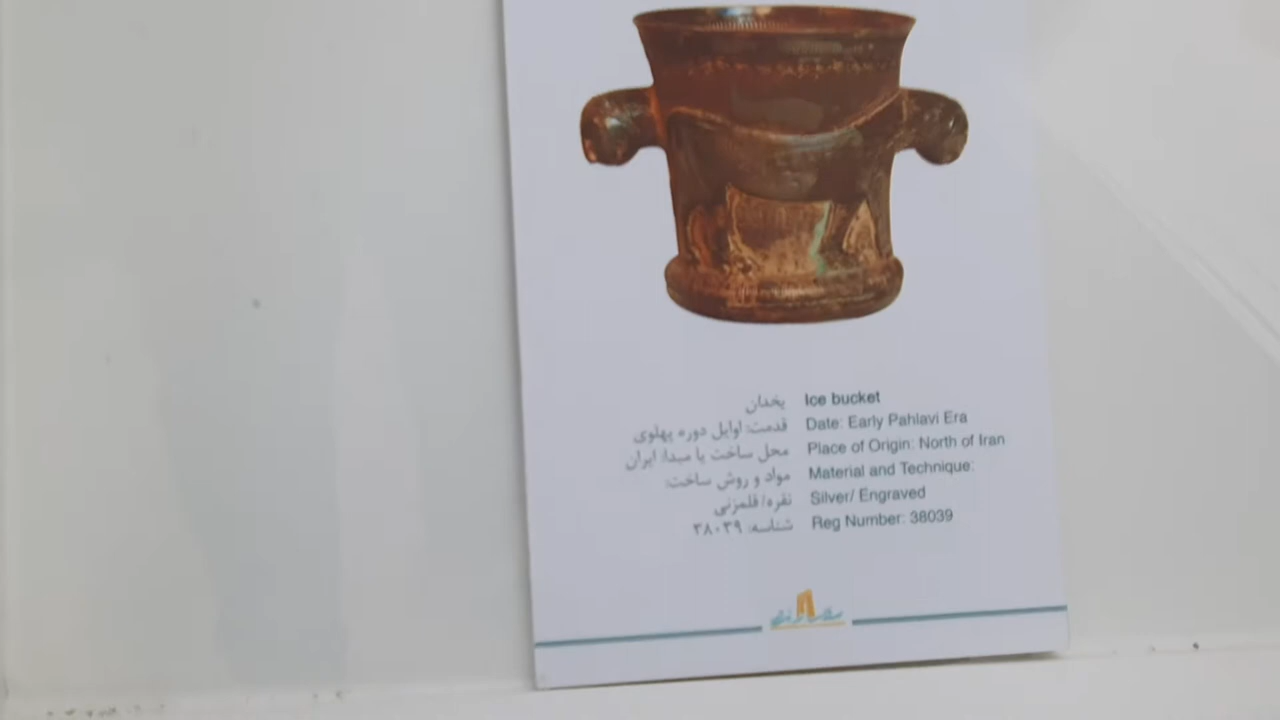 یخدان
قدمت: اوایل دوره پهلوی
محل ساخت یا مبدا: ایران
مواد و روش ساخت:
نقره/ قلمزنی
شناسه: ۳۸۰۳۹
Ice bucket
Date: Early Pahlavi Era
Place of Origin: North of Iran
Material and Technique:
Silver/ Engraved
Reg Number: 38039